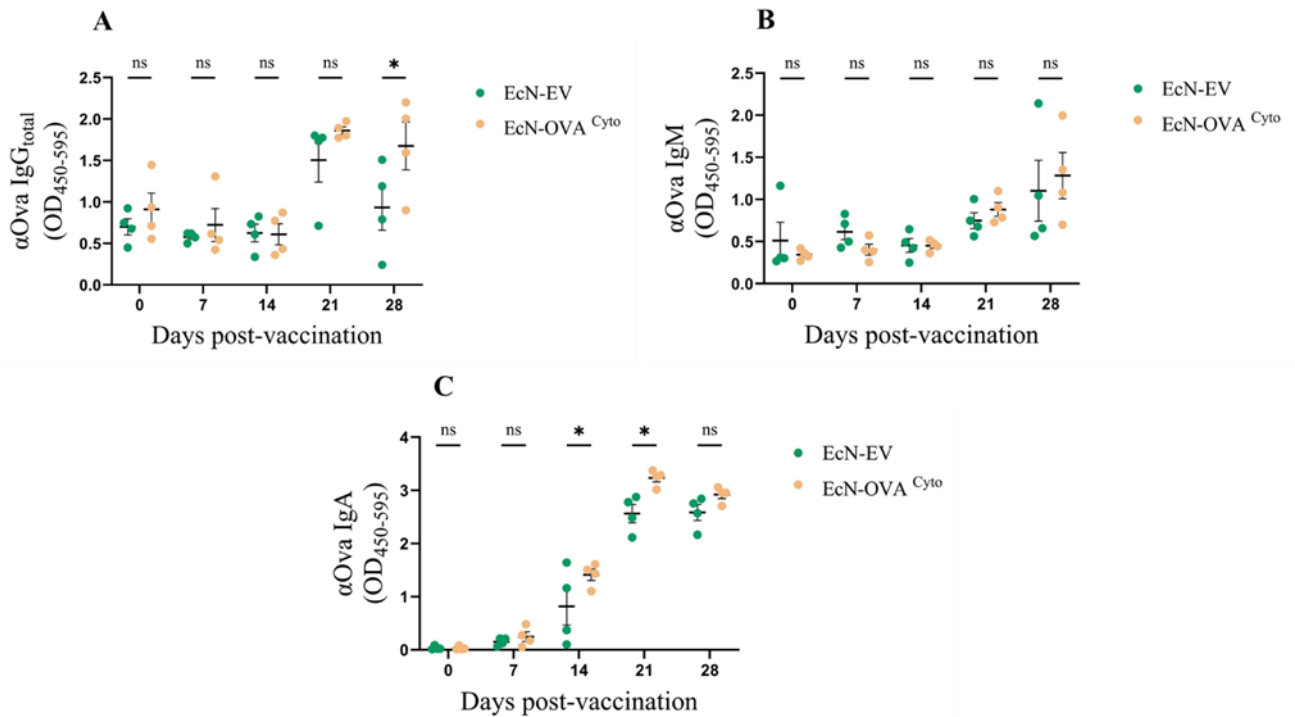 A
ns ns ns ns *
2.5
2.0
1.5
1.0
0.5
0.0
αOva IgGtotal
(OD450-595)
0 7 14 21 28
Days post-vaccination
EcN-EV
EcN-OVA Cyto
B
ns ns ns ns ns
2.5
2.0
1.5
1.0
0.5
0.0
αOva IgM
(OD450-595)
0 7 14 21 28
Days post-vaccination
EcN-EV
EcN-OVA Cyto
C
ns ns * * ns
4
3
2
1
0
αOva IgA
(OD450-595)
0 7 14 21 28
Days post-vaccination
EcN-EV
EcN-OVA Cyto